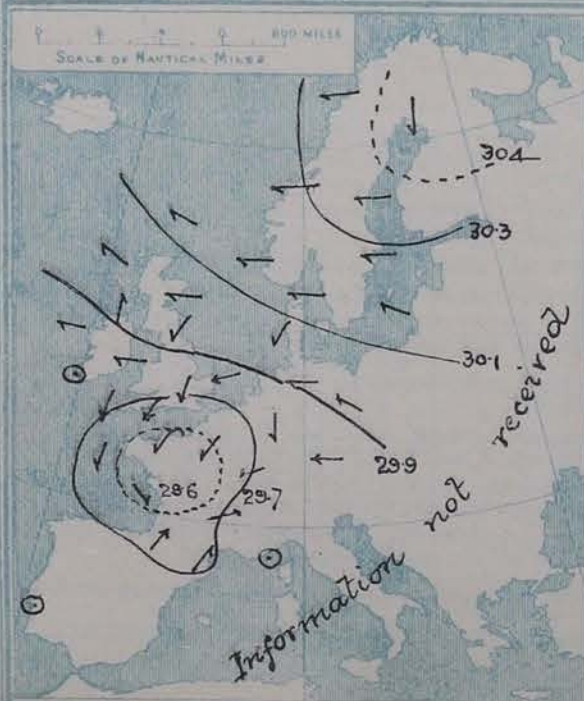 600 MILES
SCALE OF NAUTICAL MILES
30.4
30.3
30.1
29.9
29.7
29.6
Information not received